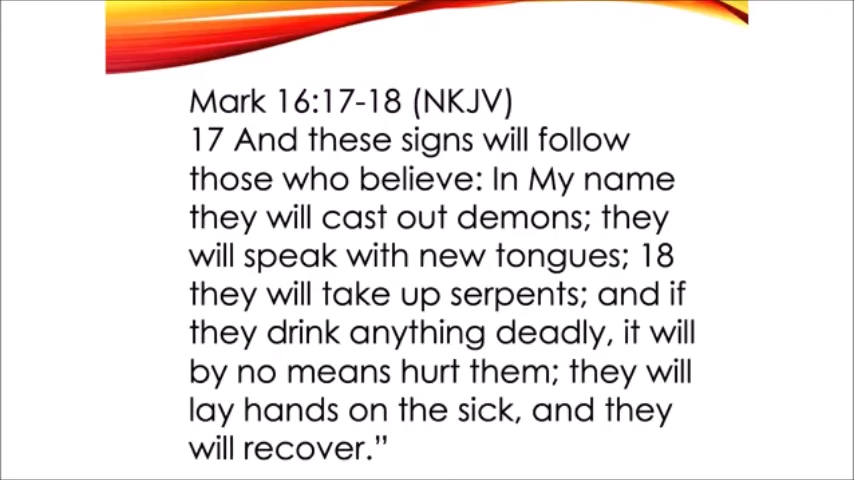 Mark 16:17-18 (NKJV)
17 And these signs will follow
those who believe: In My name
they will cast out demons; they
will speak with new tongues; 18
they will take up serpents; and if
they drink anything deadly, it will
by no means hurt them; they will
lay hands on the sick, and they
will recover.”